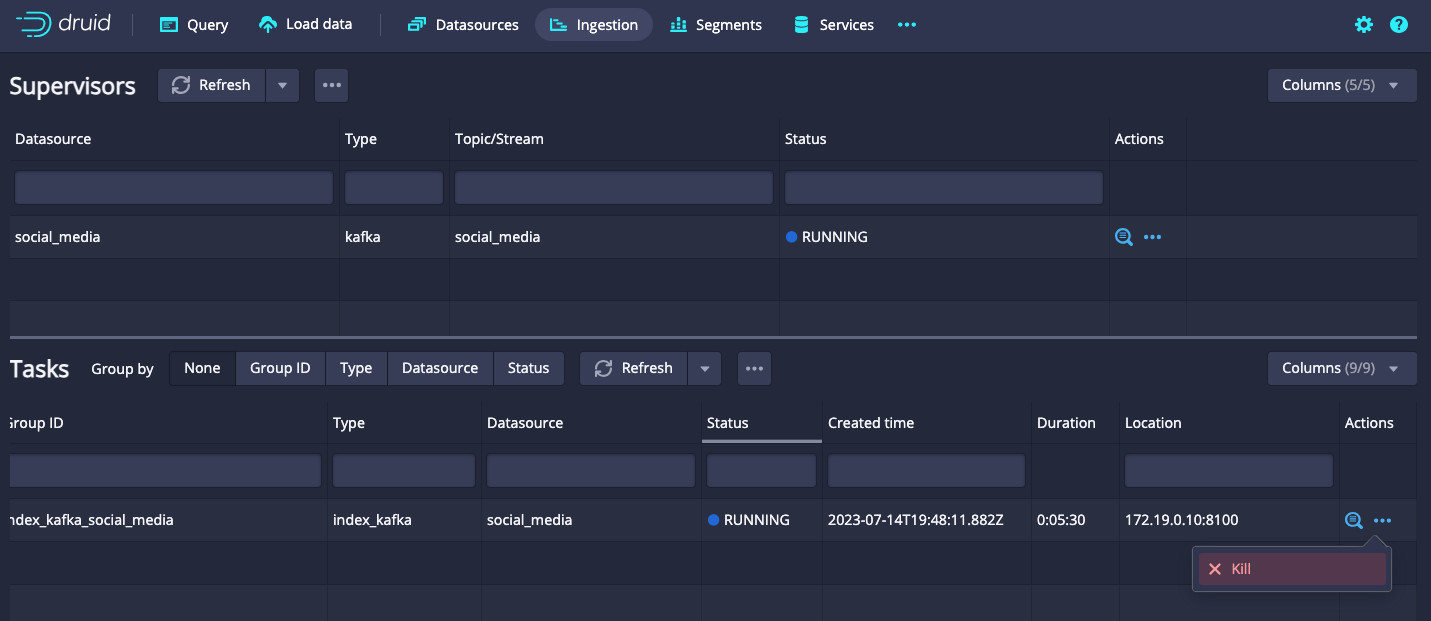 druid Query Load data Datasources Ingestion Segments Services
Supervisors Refresh Columns (5/5)
Datasource Type Topic/Stream Status Actions
social_media kafka social_media RUNNING
Tasks Group by None Group ID Type Datasource Status Refresh Columns (9/9)
Group ID Type Datasource Status Created time Duration Location Actions
ndex_kafka_social_media index_kafka social_media RUNNING 2023-07-14T19:48:11.882Z 0:05:30 172.19.0.10:8100
Kill